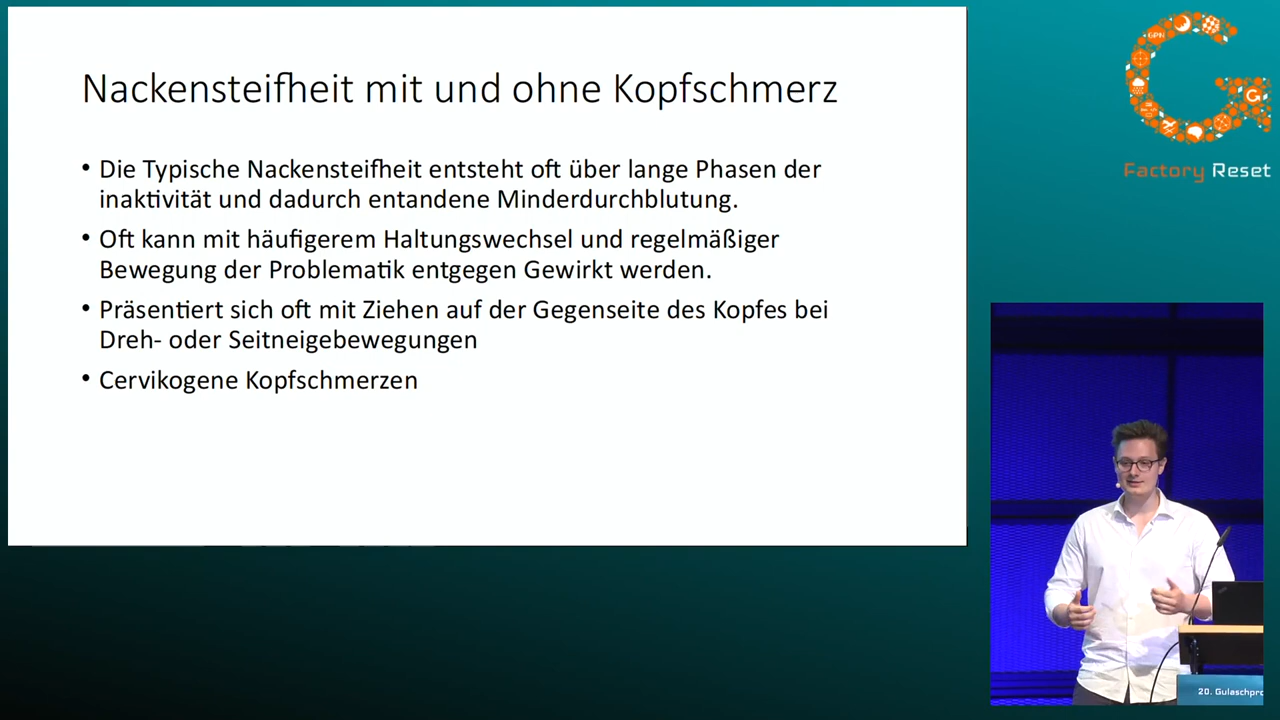 Nackensteifheit mit und ohne Kopfschmerz
• Die Typische Nackensteifheit entsteht oft über lange Phasen der
inaktivität und dadurch entandene Minderdurchblutung.
• Oft kann mit häufigerem Haltungswechsel und regelmäßiger
Bewegung der Problematik entgegen Gewirkt werden.
• Präsentiert sich oft mit Ziehen auf der Gegenseite des Kopfes bei
Dreh- oder Seitneigebewegungen
• Cervikogene Kopfschmerzen
GPN
Factory Reset
20. Gulaschpro